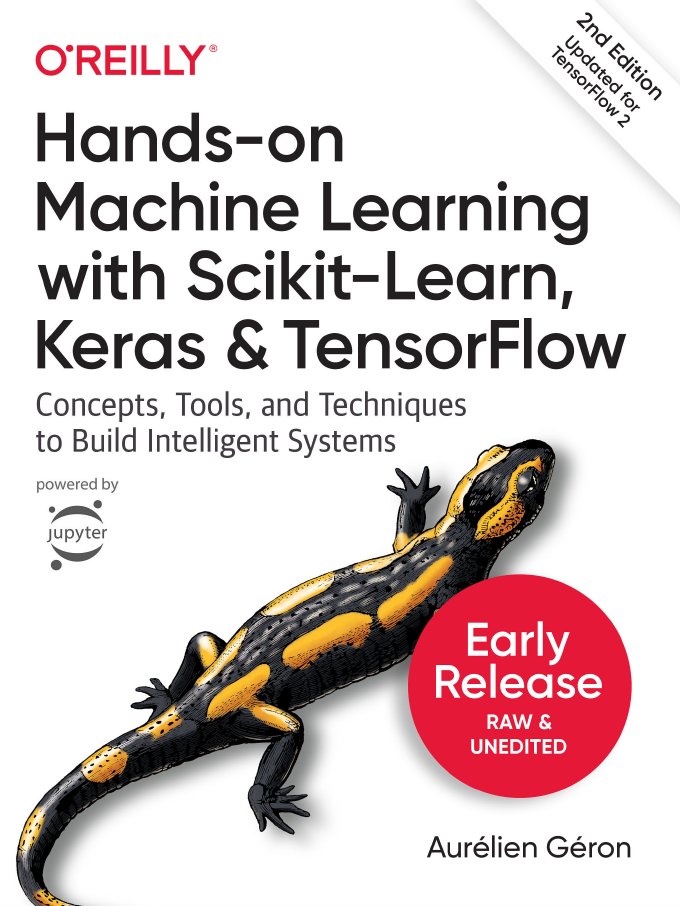 O'REILLY®
2nd Edition
Updated for
TensorFlow 2
Hands-on
Machine Learning
with Scikit-Learn,
Keras & TensorFlow
Concepts, Tools, and Techniques
to Build Intelligent Systems
powered by
jupyter
Early
Release
RAW &
UNEDITED
Aurélien Géron